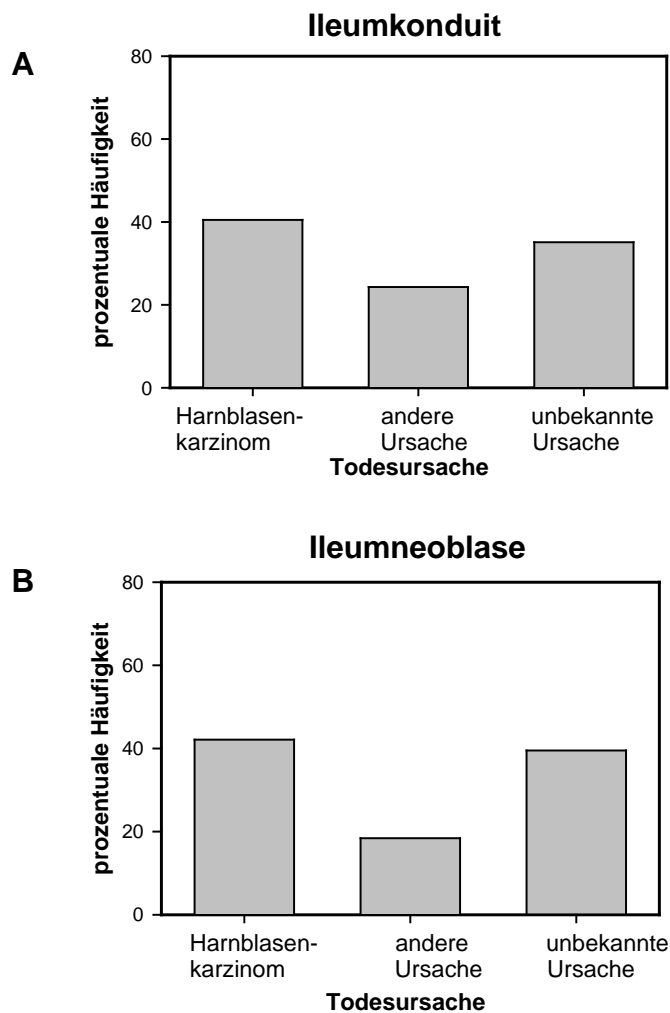 Ileumkonduit
A
prozentuale Häufigkeit
80
60
40
20
0
Harnblasen-
karzinom
andere
Ursache
unbekannte
Ursache
Todesursache
Ileumneoblase
B
prozentuale Häufigkeit
80
60
40
20
0
Harnblasen-
karzinom
andere
Ursache
unbekannte
Ursache
Todesursache